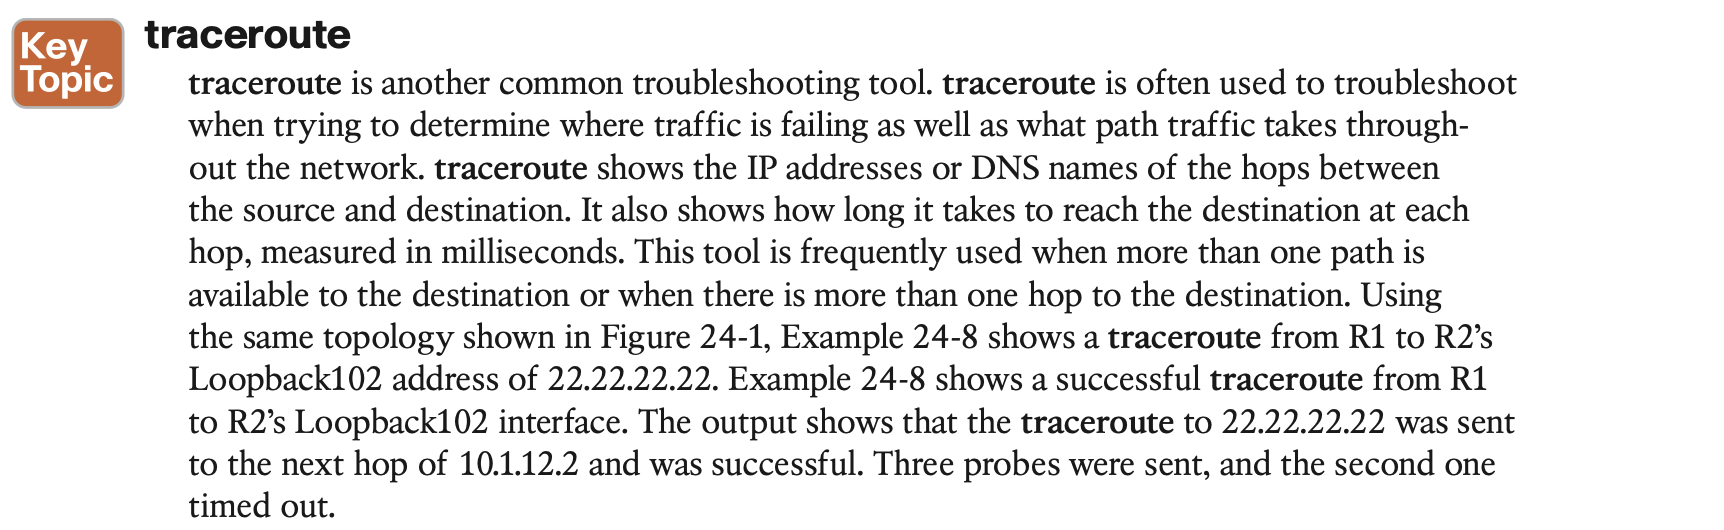 Key
Topic
traceroute
traceroute is another common troubleshooting tool. traceroute is often used to troubleshoot
when trying to determine where traffic is failing as well as what path traffic takes through-
out the network. traceroute shows the IP addresses or DNS names of the hops between
the source and destination. It also shows how long it takes to reach the destination at each
hop, measured in milliseconds. This tool is frequently used when more than one path is
available to the destination or when there is more than one hop to the destination. Using
the same topology shown in Figure 24-1, Example 24-8 shows a traceroute from R1 to R2’s
Loopback102 address of 22.22.22.22. Example 24-8 shows a successful traceroute from R1
to R2’s Loopback102 interface. The output shows that the traceroute to 22.22.22.22 was sent
to the next hop of 10.1.12.2 and was successful. Three probes were sent, and the second one
timed out.